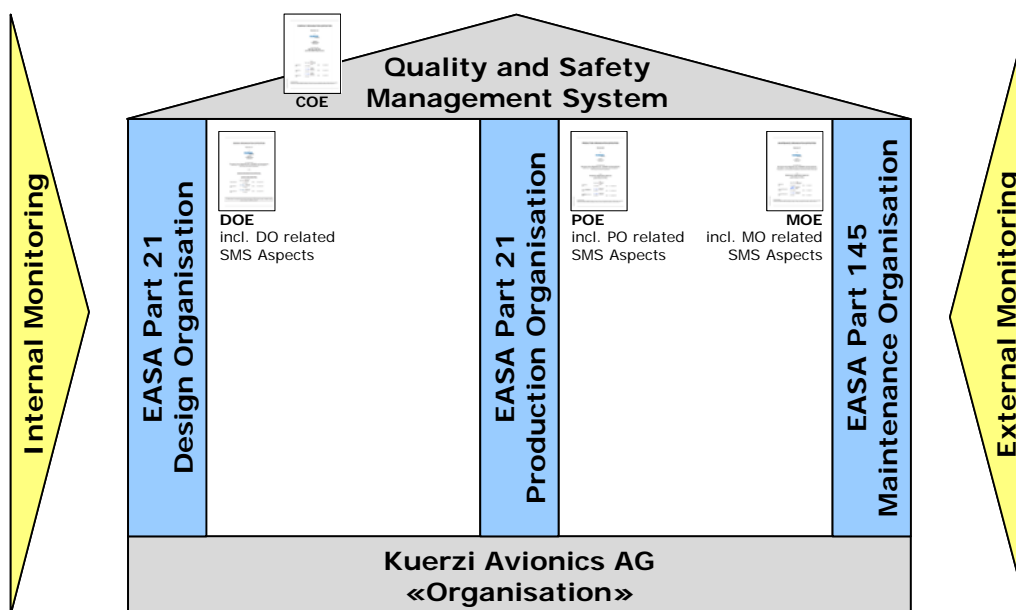 Quality and Safety
Management System
COE
Internal Monitoring
EASA Part 21
Design Organisation
DOE
incl. DO related
SMS Aspects
EASA Part 21
Production Organisation
POE
incl. PO related
SMS Aspects
MOE
incl. MO related
SMS Aspects
EASA Part 145
Maintenance Organisation
External Monitoring
Kuerzi Avionics AG
«Organisation»